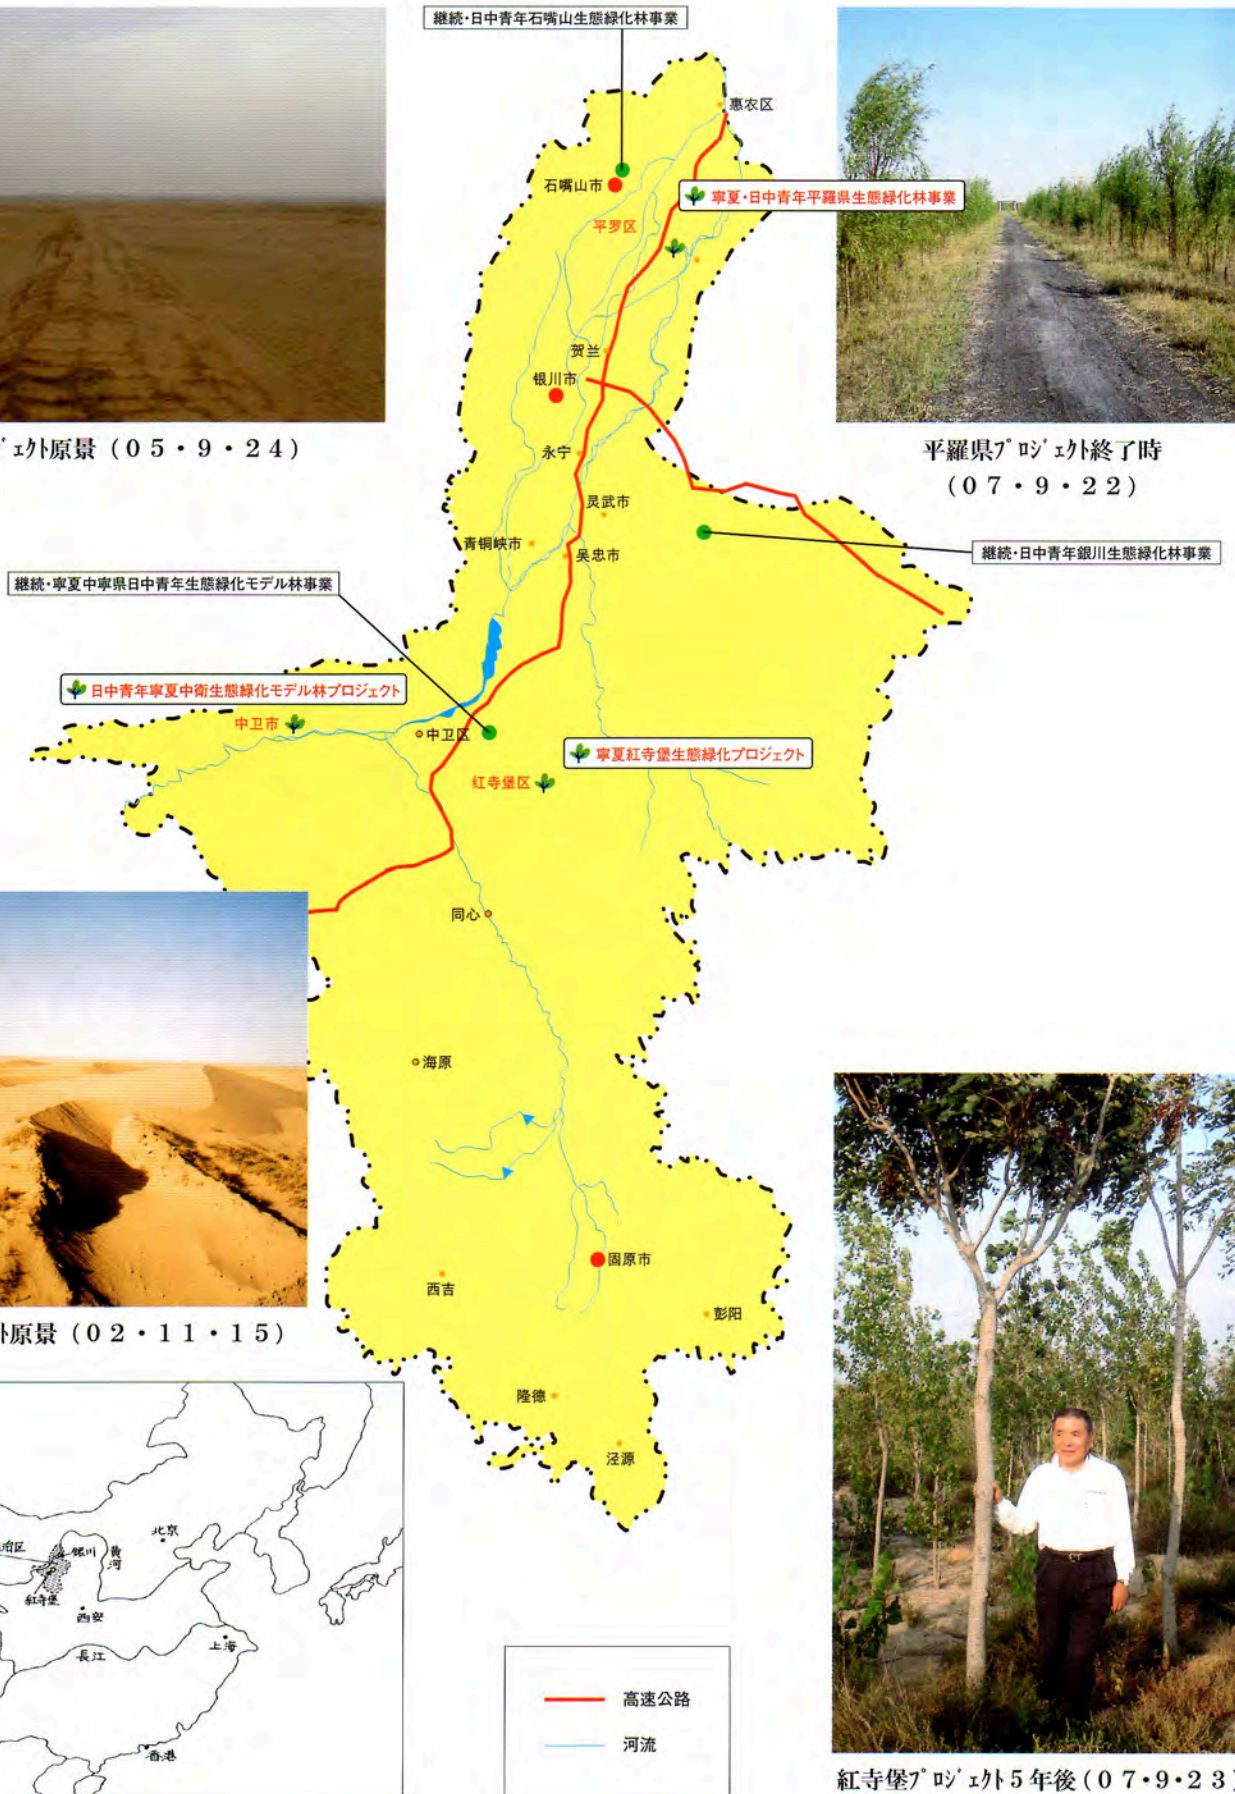 継続・日中青年石嘴山生態緑化林事業
惠农区
石嘴山市
寧夏・日中青年平羅県生態緑化林事業
平罗区
贺兰
银川市
ｼﾞｪｸﾄ原景（０５・９・２４）
平羅県ﾌﾟﾛｼﾞｪｸﾄ終了時
（０７・９・２２）
永宁
灵武市
青铜峡市
吴忠市
継続・日中青年銀川生態緑化林事業
継続・寧夏中寧県日中青年生態緑化モデル林事業
日中青年寧夏中衛生態緑化モデル林プロジェクト
中卫市
中卫区
寧夏紅寺堡生態緑化プロジェクト
红寺堡区
同心
海原
固原市
西吉
彭阳
原景（０２・１１・１５）
隆德
泾源
北京
治区
銀川
黄河
紅寺堡
西安
長江
上海
香港
高速公路
河流
紅寺堡ﾌﾟﾛｼﾞｪｸﾄ５年後（０７・９・２３）